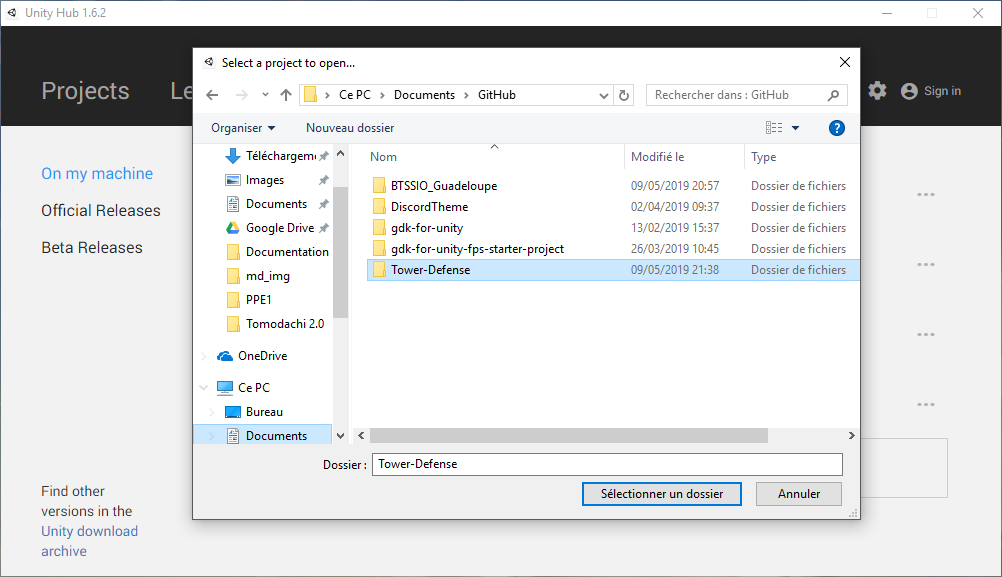 Unity Hub 1.6.2
Projects
Le
Sign in
On my machine
Official Releases
Beta Releases
Find other
versions in the
Unity download
archive
Select a project to open...
Ce PC > Documents > GitHub
Rechercher dans : GitHub
Organiser
Nouveau dossier
?
Téléchargem
Images
Documents
Google Drive
Documentation
md_img
PPE1
Tomodachi 2.0
OneDrive
Ce PC
Bureau
Documents
Nom Modifié le Type
BTSSIO_Guadeloupe 09/05/2019 20:57 Dossier de fichiers
DiscordTheme 02/04/2019 09:37 Dossier de fichiers
gdk-for-unity 13/02/2019 15:37 Dossier de fichiers
gdk-for-unity-fps-starter-project 26/03/2019 10:45 Dossier de fichiers
Tower-Defense 09/05/2019 21:38 Dossier de fichiers
Dossier : Tower-Defense
Sélectionner un dossier
Annuler